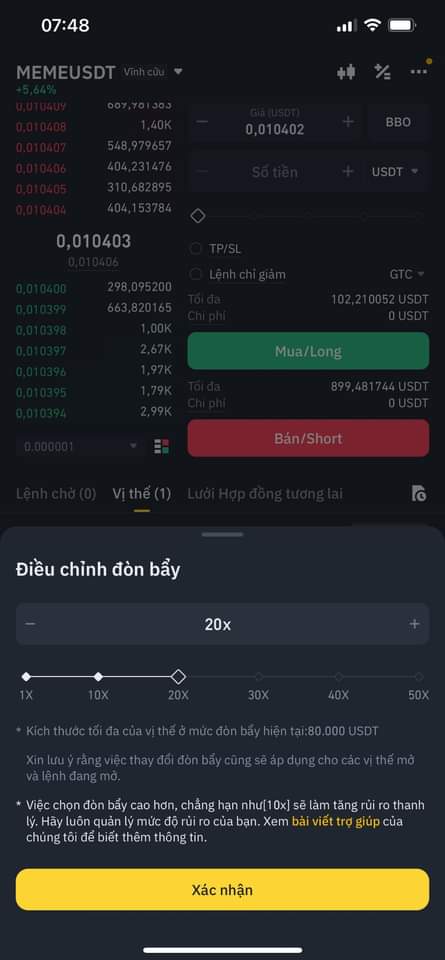 07:48
MEMEUSDT Vĩnh cửu
+5,64%
0,010409 689,981383
0,010408 1,40K
0,010407 548,979657
0,010406 404,231476
0,010405 310,682895
0,010404 404,153784
0,010403
0,010406
0,010400 298,095200
0,010399 663,820165
0,010398 1,00K
0,010397 2,67K
0,010396 1,97K
0,010395 1,79K
0,010394 2,99K
0.000001
− Giá (USDT) +
0,010402
BBO
− Số tiền + USDT
TP/SL
Lệnh chỉ giảm GTC
Tối đa 102,210052 USDT
Chi phí 0 USDT
Mua/Long
Tối đa 899,481744 USDT
Chi phí 0 USDT
Bán/Short
Lệnh chờ (0) Vị thế (1) Lưới Hợp đồng tương lai
Điều chỉnh đòn bẩy
− 20x +
1X 10X 20X 30X 40X 50X
* Kích thước tối đa của vị thế ở mức đòn bẩy hiện tại:80.000 USDT
Xin lưu ý rằng việc thay đổi đòn bẩy cũng sẽ áp dụng cho các vị thế mở
và lệnh đang mở.
* Việc chọn đòn bẩy cao hơn, chẳng hạn như[10x] sẽ làm tăng rủi ro thanh
lý. Hãy luôn quản lý mức độ rủi ro của bạn. Xem bài viết trợ giúp của
chúng tôi để biết thêm thông tin.
Xác nhận